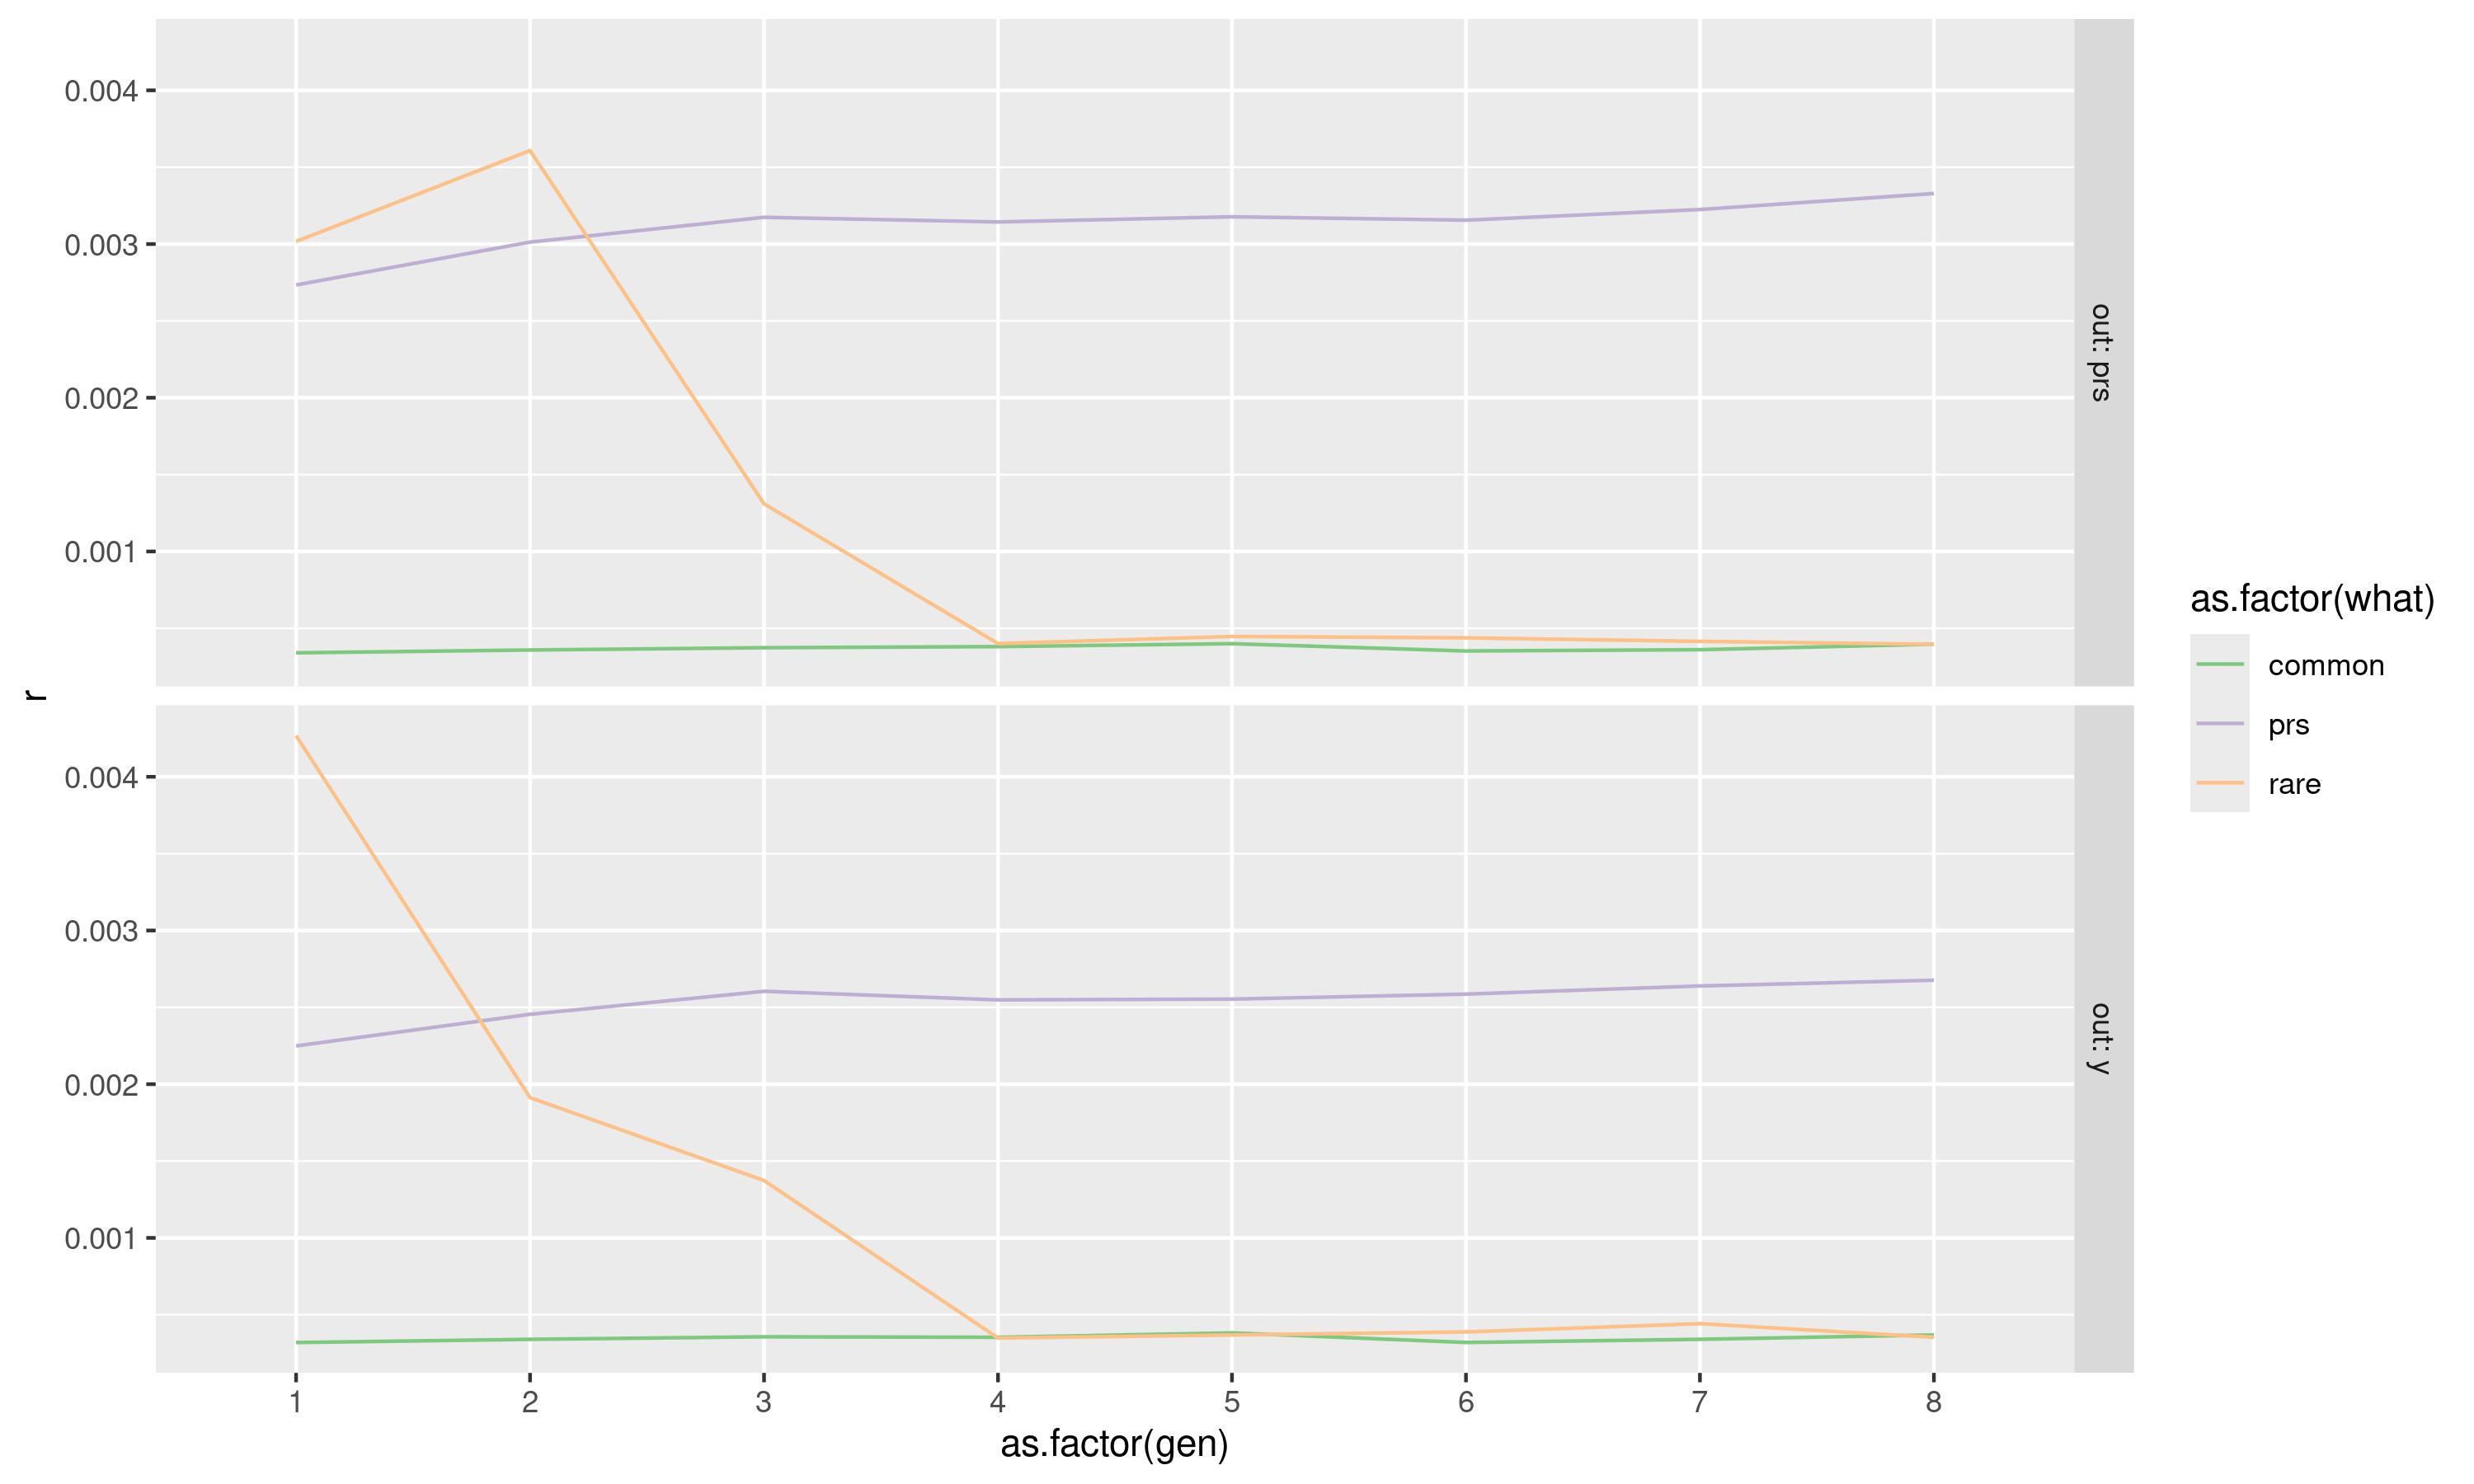 0.004
0.003
0.002
0.001
out: prs
r
0.004
0.003
0.002
0.001
out: y
1 2 3 4 5 6 7 8
as.factor(gen)
as.factor(what)
common
prs
rare